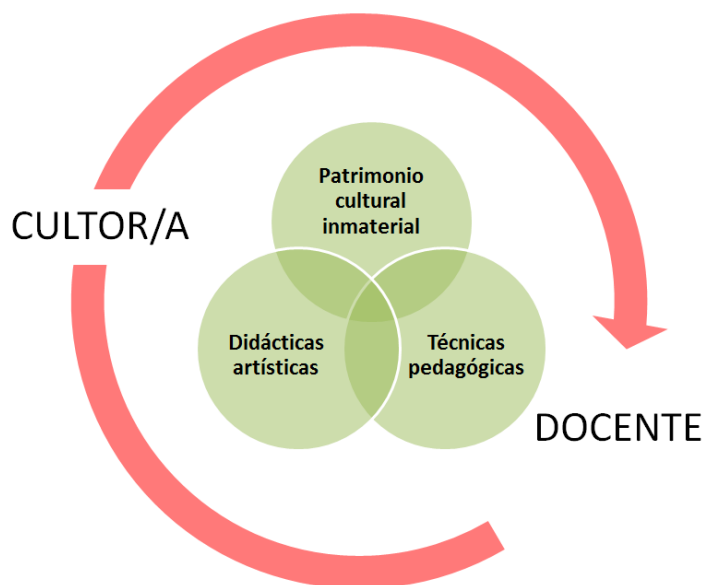 Patrimonio
cultural
inmaterial
CULTOR/A
Didácticas
artísticas
Técnicas
pedagógicas
DOCENTE